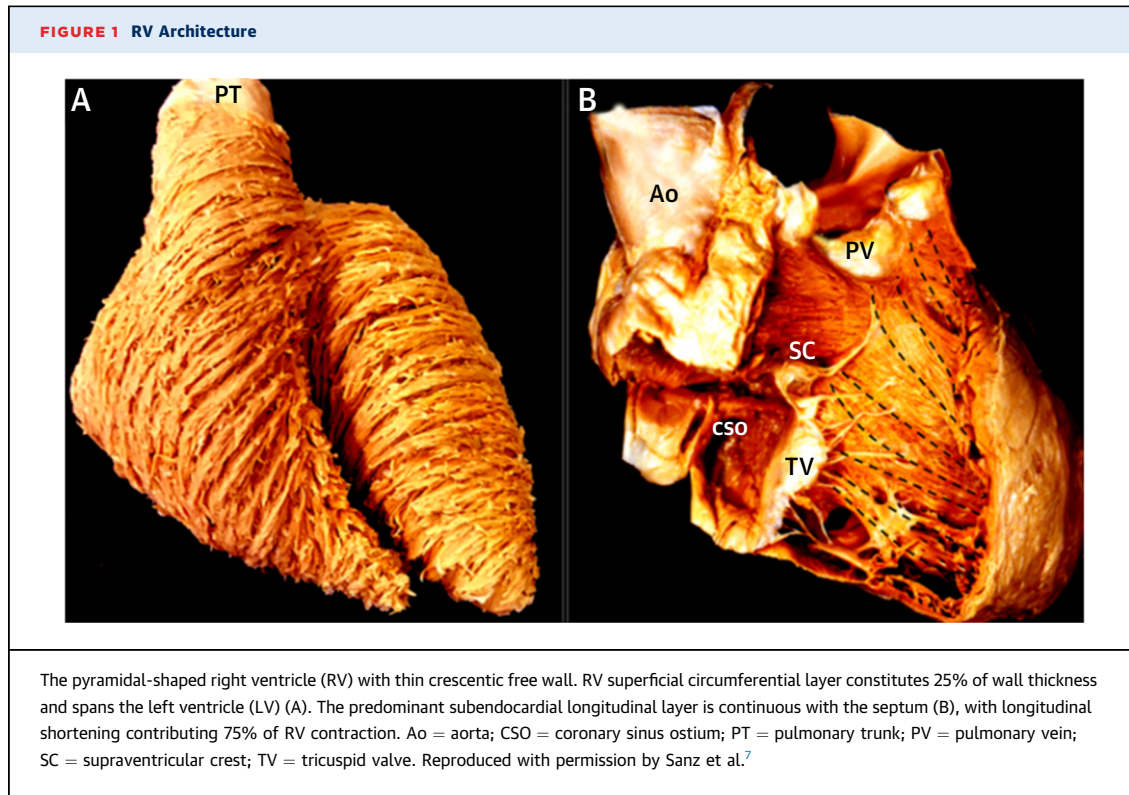 FIGURE 1 RV Architecture
A
PT
B
Ao
PV
SC
cso
TV
The pyramidal-shaped right ventricle (RV) with thin crescentic free wall. RV superficial circumferential layer constitutes 25% of wall thickness
and spans the left ventricle (LV) (A). The predominant subendocardial longitudinal layer is continuous with the septum (B), with longitudinal
shortening contributing 75% of RV contraction. Ao = aorta; CSO = coronary sinus ostium; PT = pulmonary trunk; PV = pulmonary vein;
SC = supraventricular crest; TV = tricuspid valve. Reproduced with permission by Sanz et al.7